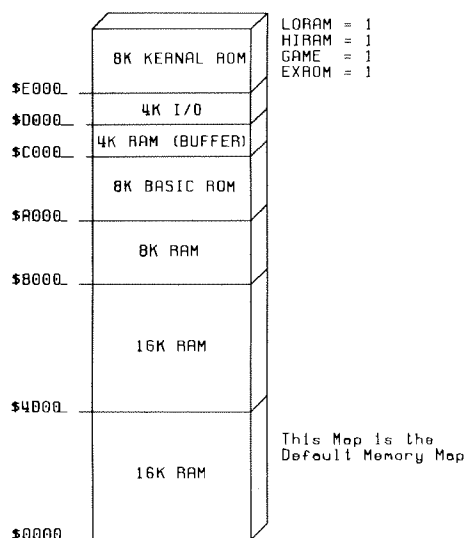 LORAM = 1
HIRAM = 1
GAME = 1
EXROM = 1
8K KERNAL ROM
$E000
4K I/O
$D000
4K RAM (BUFFER)
$C000
8K BASIC ROM
$A000
8K RAM
$8000
16K RAM
$4000
This Map is the
Default Memory Map
16K RAM
$0000